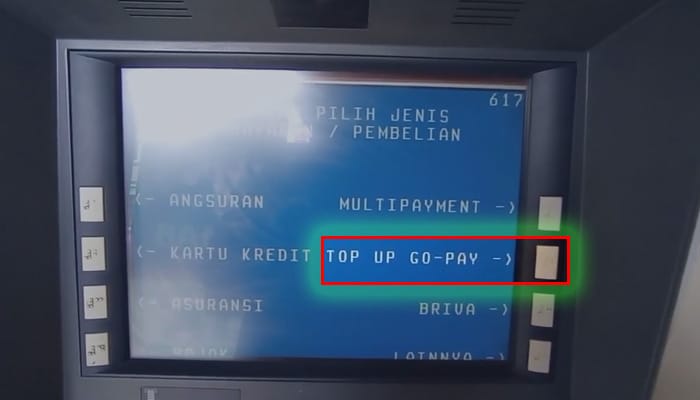 617
PILIH JENIS
/ PEMBELIAN
<- ANGSURAN MULTIPAYMENT ->
<- KARTU KREDIT TOP UP GO-PAY ->
<- ASURANSI BRIVA ->
LAINNYA ->